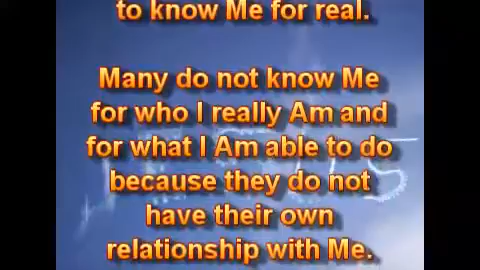 to know Me for real.
Many do not know Me
for who I really Am and
for what I Am able to do
because they do not
have their own
relationship with Me.